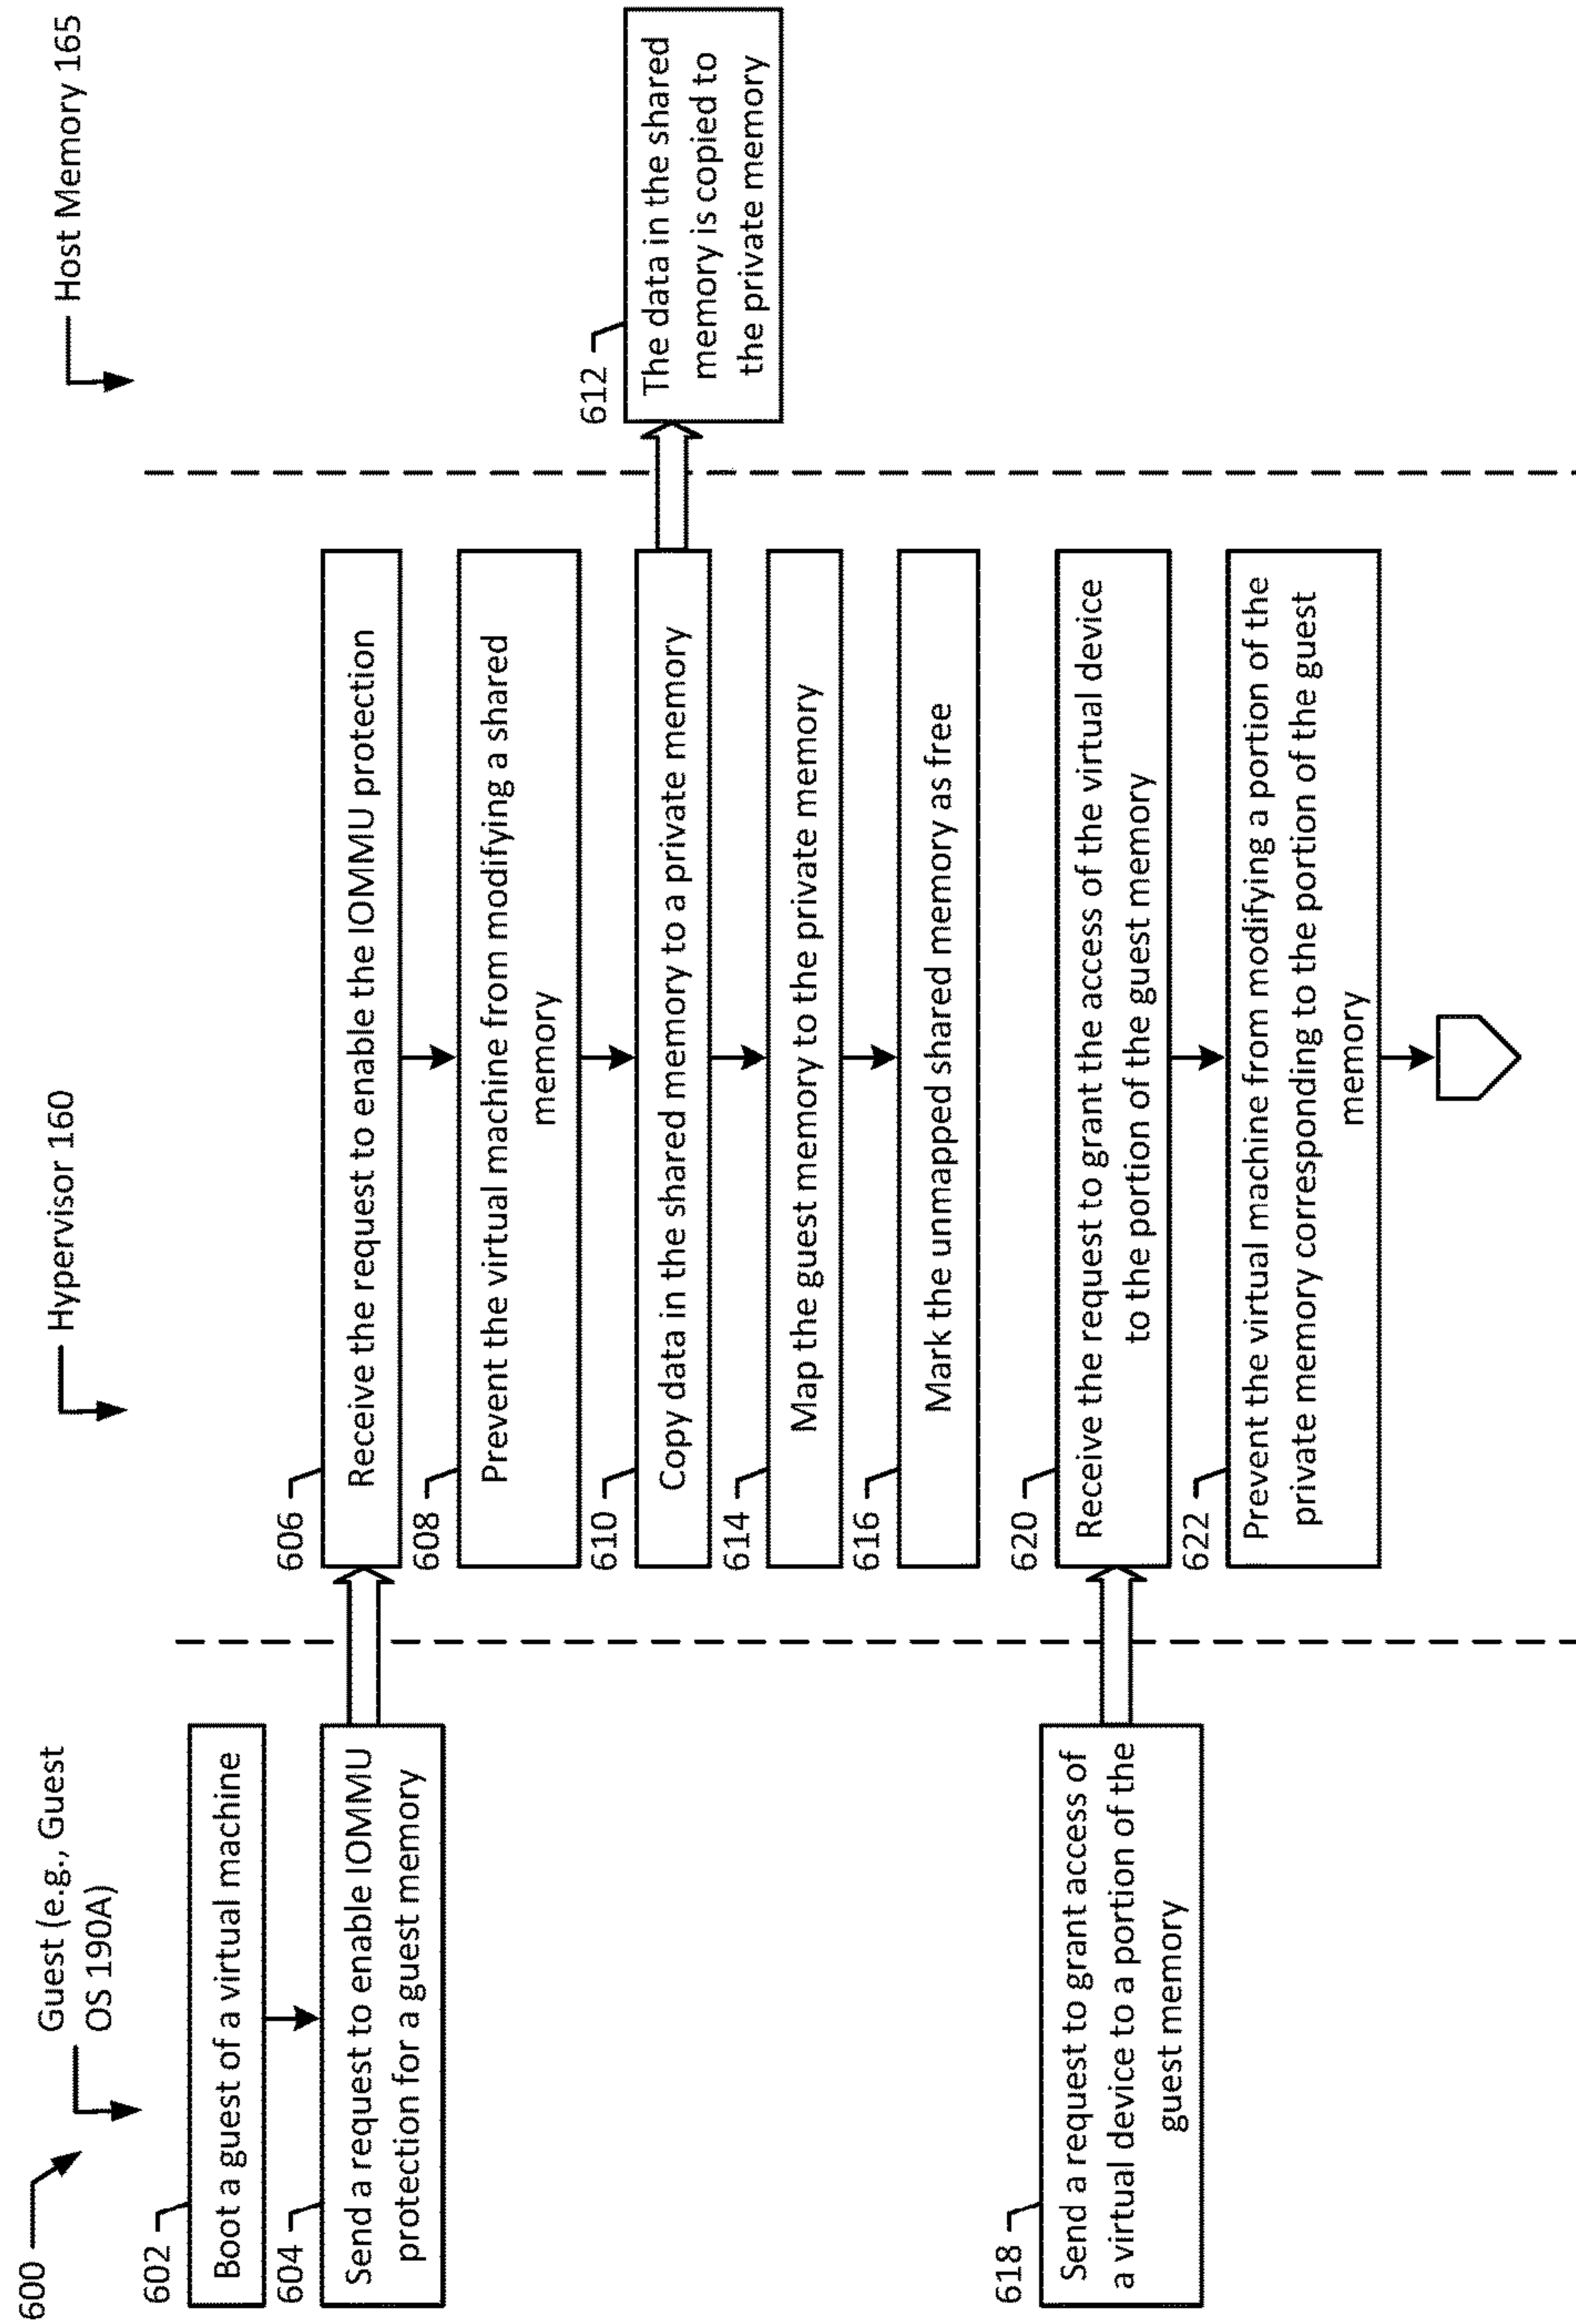 600
Guest (e.g., Guest
OS 190A)
Hypervisor 160
Host Memory 165
602
Boot a guest of a virtual machine
604
Send a request to enable IOMMU
protection for a guest memory
606
Receive the request to enable the IOMMU protection
608
Prevent the virtual machine from modifying a shared
memory
610
Copy data in the shared memory to a private memory
612
The data in the shared
memory is copied to
the private memory
614
Map the guest memory to the private memory
616
Mark the unmapped shared memory as free
618
Send a request to grant access of
a virtual device to a portion of the
guest memory
620
Receive the request to grant the access of the virtual device
to the portion of the guest memory
622
Prevent the virtual machine from modifying a portion of the
private memory corresponding to the portion of the guest
memory